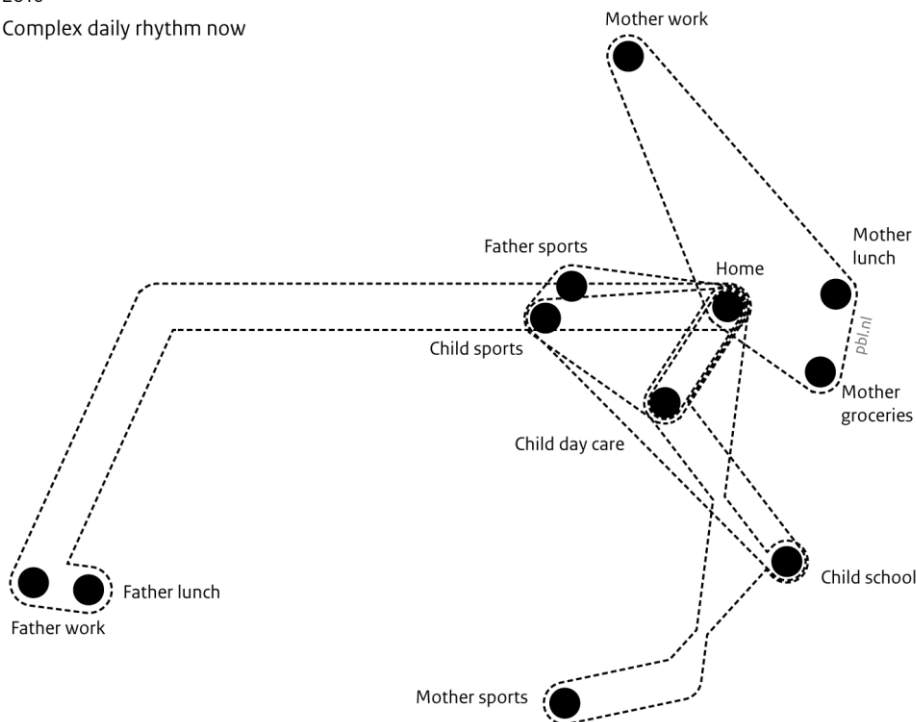 Complex daily rhythm now
Mother work
Mother
lunch
Father sports
Home
pbl.nl
Child sports
Mother
groceries
Child day care
Child school
Father lunch
Father work
Mother sports